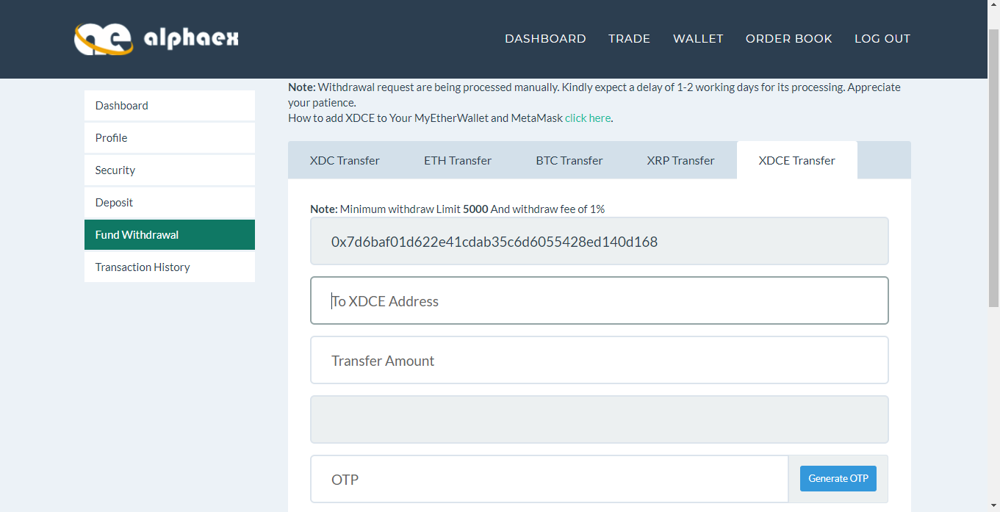 alphaex
DASHBOARD TRADE WALLET ORDER BOOK LOG OUT
Dashboard
Profile
Security
Deposit
Fund Withdrawal
Transaction History
Note: Withdrawal request are being processed manually. Kindly expect a delay of 1-2 working days for its processing. Appreciate
your patience.
How to add XDCE to Your MyEtherWallet and MetaMask click here.
XDC Transfer ETH Transfer BTC Transfer XRP Transfer XDCE Transfer
Note: Minimum withdraw Limit 5000 And withdraw fee of 1%
0x7d6baf01d622e41cdab35c6d6055428ed140d168
To XDCE Address
Transfer Amount
OTP
Generate OTP